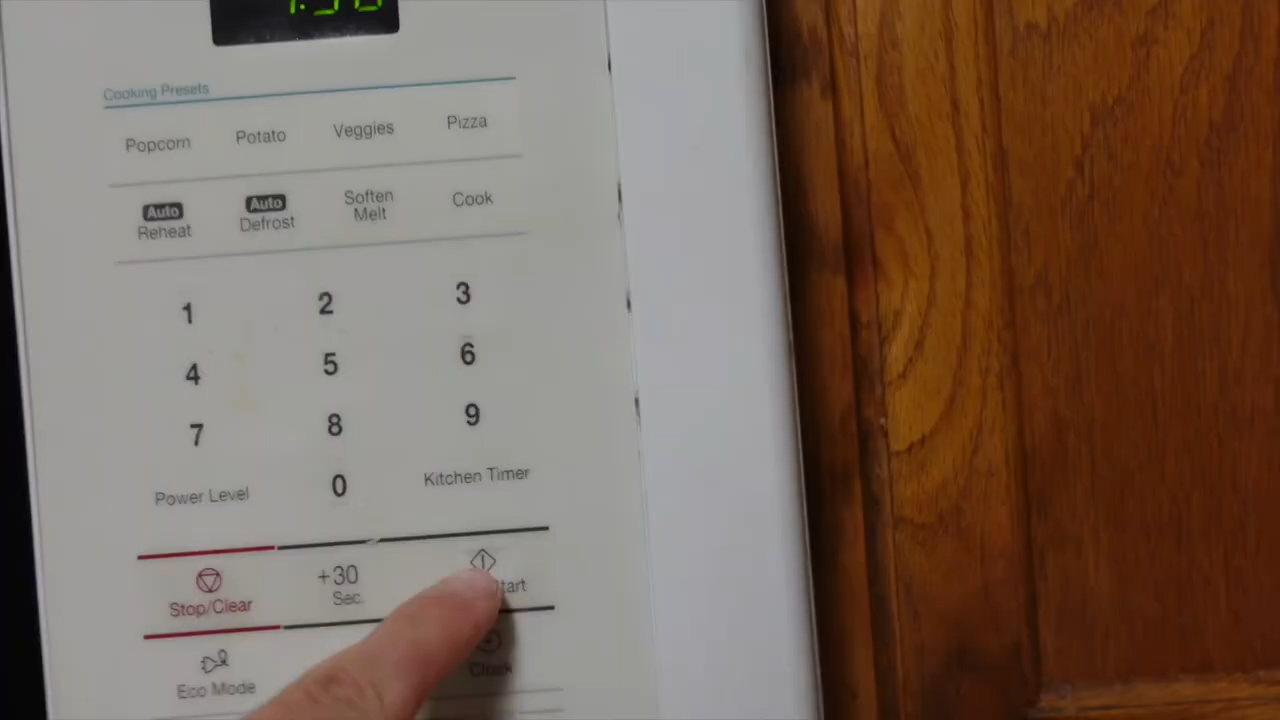 Cooking Presets
Popcorn Potato Veggies Pizza
Auto Reheat Auto Defrost Soften Melt Cook
1 2 3
4 5 6
7 8 9
Power Level 0 Kitchen Timer
Stop/Clear +30 Sec.
Eco Mode Clock